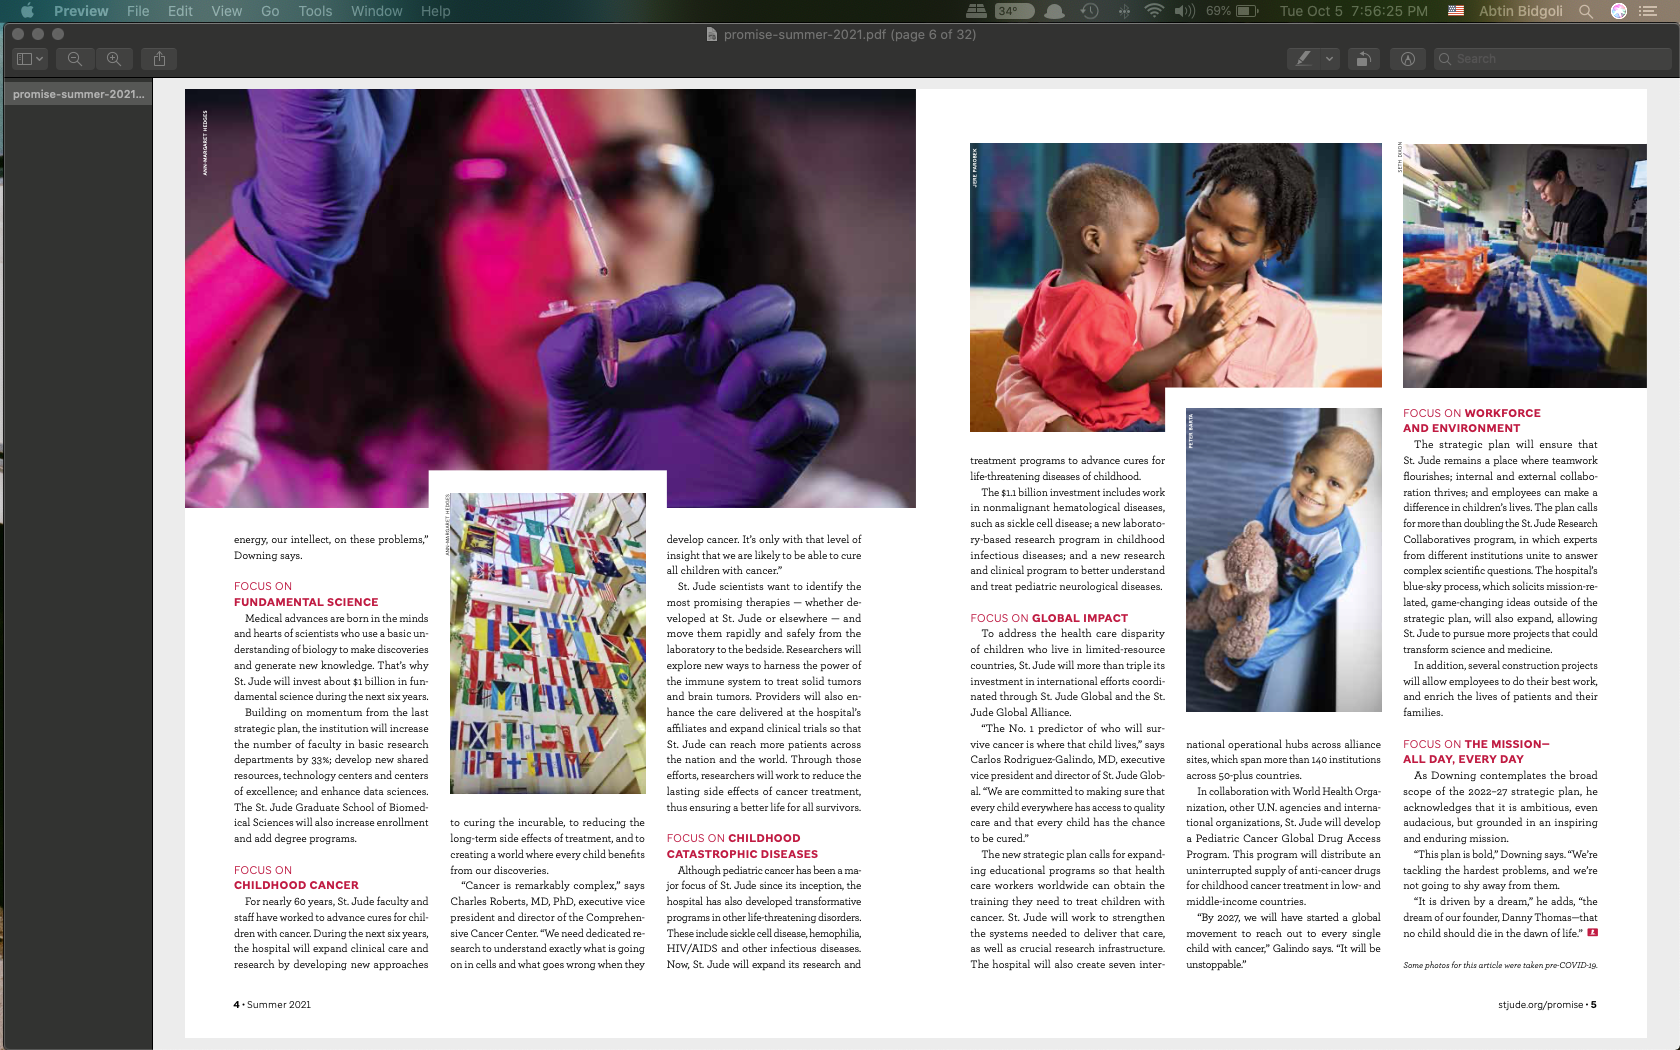 Preview File Edit View Go Tools Window Help
34° 69% Tue Oct 5 7:56:25 PM Abtin Bidgoli
promise-summer-2021.pdf (page 6 of 32)
Search
promise-summer-2021...
ANN-MARGARET HEDGES
energy, our intellect, on these problems,”
Downing says.
FOCUS ON
FUNDAMENTAL SCIENCE
Medical advances are born in the minds
and hearts of scientists who use a basic un-
derstanding of biology to make discoveries
and generate new knowledge. That’s why
St. Jude will invest about $1 billion in fun-
damental science during the next six years.
Building on momentum from the last
strategic plan, the institution will increase
the number of faculty in basic research
departments by 33%; develop new shared
resources, technology centers and centers
of excellence; and enhance data sciences.
The St. Jude Graduate School of Biomed-
ical Sciences will also increase enrollment
and add degree programs.
FOCUS ON
CHILDHOOD CANCER
For nearly 60 years, St. Jude faculty and
staff have worked to advance cures for chil-
dren with cancer. During the next six years,
the hospital will expand clinical care and
research by developing new approaches
ANN-MARGARET HEDGES
to curing the incurable, to reducing the
long-term side effects of treatment, and to
creating a world where every child benefits
from our discoveries.
“Cancer is remarkably complex,” says
Charles Roberts, MD, PhD, executive vice
president and director of the Comprehen-
sive Cancer Center. “We need dedicated re-
search to understand exactly what is going
on in cells and what goes wrong when they
develop cancer. It’s only with that level of
insight that we are likely to be able to cure
all children with cancer.”
St. Jude scientists want to identify the
most promising therapies — whether de-
veloped at St. Jude or elsewhere — and
move them rapidly and safely from the
laboratory to the bedside. Researchers will
explore new ways to harness the power of
the immune system to treat solid tumors
and brain tumors. Providers will also en-
hance the care delivered at the hospital’s
affiliates and expand clinical trials so that
St. Jude can reach more patients across
the nation and the world. Through those
efforts, researchers will work to reduce the
lasting side effects of cancer treatment,
thus ensuring a better life for all survivors.
FOCUS ON CHILDHOOD
CATASTROPHIC DISEASES
Although pediatric cancer has been a ma-
jor focus of St. Jude since its inception, the
hospital has also developed transformative
programs in other life-threatening disorders.
These include sickle cell disease, hemophilia,
HIV/AIDS and other infectious diseases.
Now, St. Jude will expand its research and
4 • Summer 2021
JERE PAROBEK
treatment programs to advance cures for
life-threatening diseases of childhood.
The $1.1 billion investment includes work
in nonmalignant hematological diseases,
such as sickle cell disease; a new laborato-
ry-based research program in childhood
infectious diseases; and a new research
and clinical program to better understand
and treat pediatric neurological diseases.
FOCUS ON GLOBAL IMPACT
To address the health care disparity
of children who live in limited-resource
countries, St. Jude will more than triple its
investment in international efforts coordi-
nated through St. Jude Global and the St.
Jude Global Alliance.
“The No. 1 predictor of who will sur-
vive cancer is where that child lives,” says
Carlos Rodriguez-Galindo, MD, executive
vice president and director of St. Jude Glob-
al. “We are committed to making sure that
every child everywhere has access to quality
care and that every child has the chance
to be cured.”
The new strategic plan calls for expand-
ing educational programs so that health
care workers worldwide can obtain the
training they need to treat children with
cancer. St. Jude will work to strengthen
the systems needed to deliver that care,
as well as crucial research infrastructure.
The hospital will also create seven inter-
PETER BARTA
national operational hubs across alliance
sites, which span more than 140 institutions
across 50-plus countries.
In collaboration with World Health Orga-
nization, other U.N. agencies and interna-
tional organizations, St. Jude will develop
a Pediatric Cancer Global Drug Access
Program. This program will distribute an
uninterrupted supply of anti-cancer drugs
for childhood cancer treatment in low- and
middle-income countries.
“By 2027, we will have started a global
movement to reach out to every single
child with cancer,” Galindo says. “It will be
unstoppable.”
SETH DIXON
FOCUS ON WORKFORCE
AND ENVIRONMENT
The strategic plan will ensure that
St. Jude remains a place where teamwork
flourishes; internal and external collabo-
ration thrives; and employees can make a
difference in children’s lives. The plan calls
for more than doubling the St. Jude Research
Collaboratives program, in which experts
from different institutions unite to answer
complex scientific questions. The hospital’s
blue-sky process, which solicits mission-re-
lated, game-changing ideas outside of the
strategic plan, will also expand, allowing
St. Jude to pursue more projects that could
transform science and medicine.
In addition, several construction projects
will allow employees to do their best work,
and enrich the lives of patients and their
families.
FOCUS ON THE MISSION—
ALL DAY, EVERY DAY
As Downing contemplates the broad
scope of the 2022–27 strategic plan, he
acknowledges that it is ambitious, even
audacious, but grounded in an inspiring
and enduring mission.
“This plan is bold,” Downing says. “We’re
tackling the hardest problems, and we’re
not going to shy away from them.
“It is driven by a dream,” he adds, “the
dream of our founder, Danny Thomas—that
no child should die in the dawn of life.”
Some photos for this article were taken pre-COVID-19.
stjude.org/promise • 5